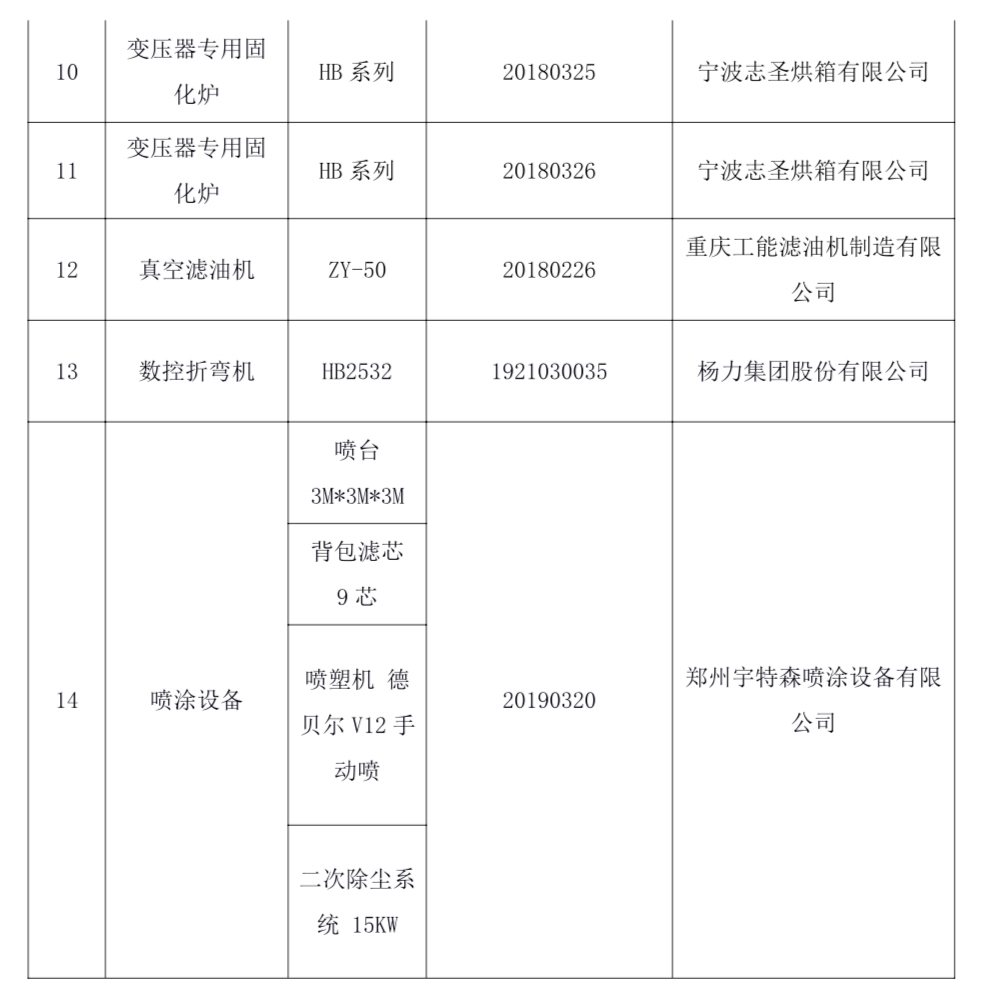 10
变压器专用固
化炉
HB 系列
20180325
宁波志圣烘箱有限公司
11
变压器专用固
化炉
HB 系列
20180326
宁波志圣烘箱有限公司
12
真空滤油机
ZY-50
20180226
重庆工能滤油机制造有限
公司
13
数控折弯机
HB2532
1921030035
杨力集团股份有限公司
14
喷涂设备
喷台
3M*3M*3M
背包滤芯
9 芯
喷塑机 德
贝尔 V12 手
动喷
二次除尘系
统 15KW
20190320
郑州宇特森喷涂设备有限
公司